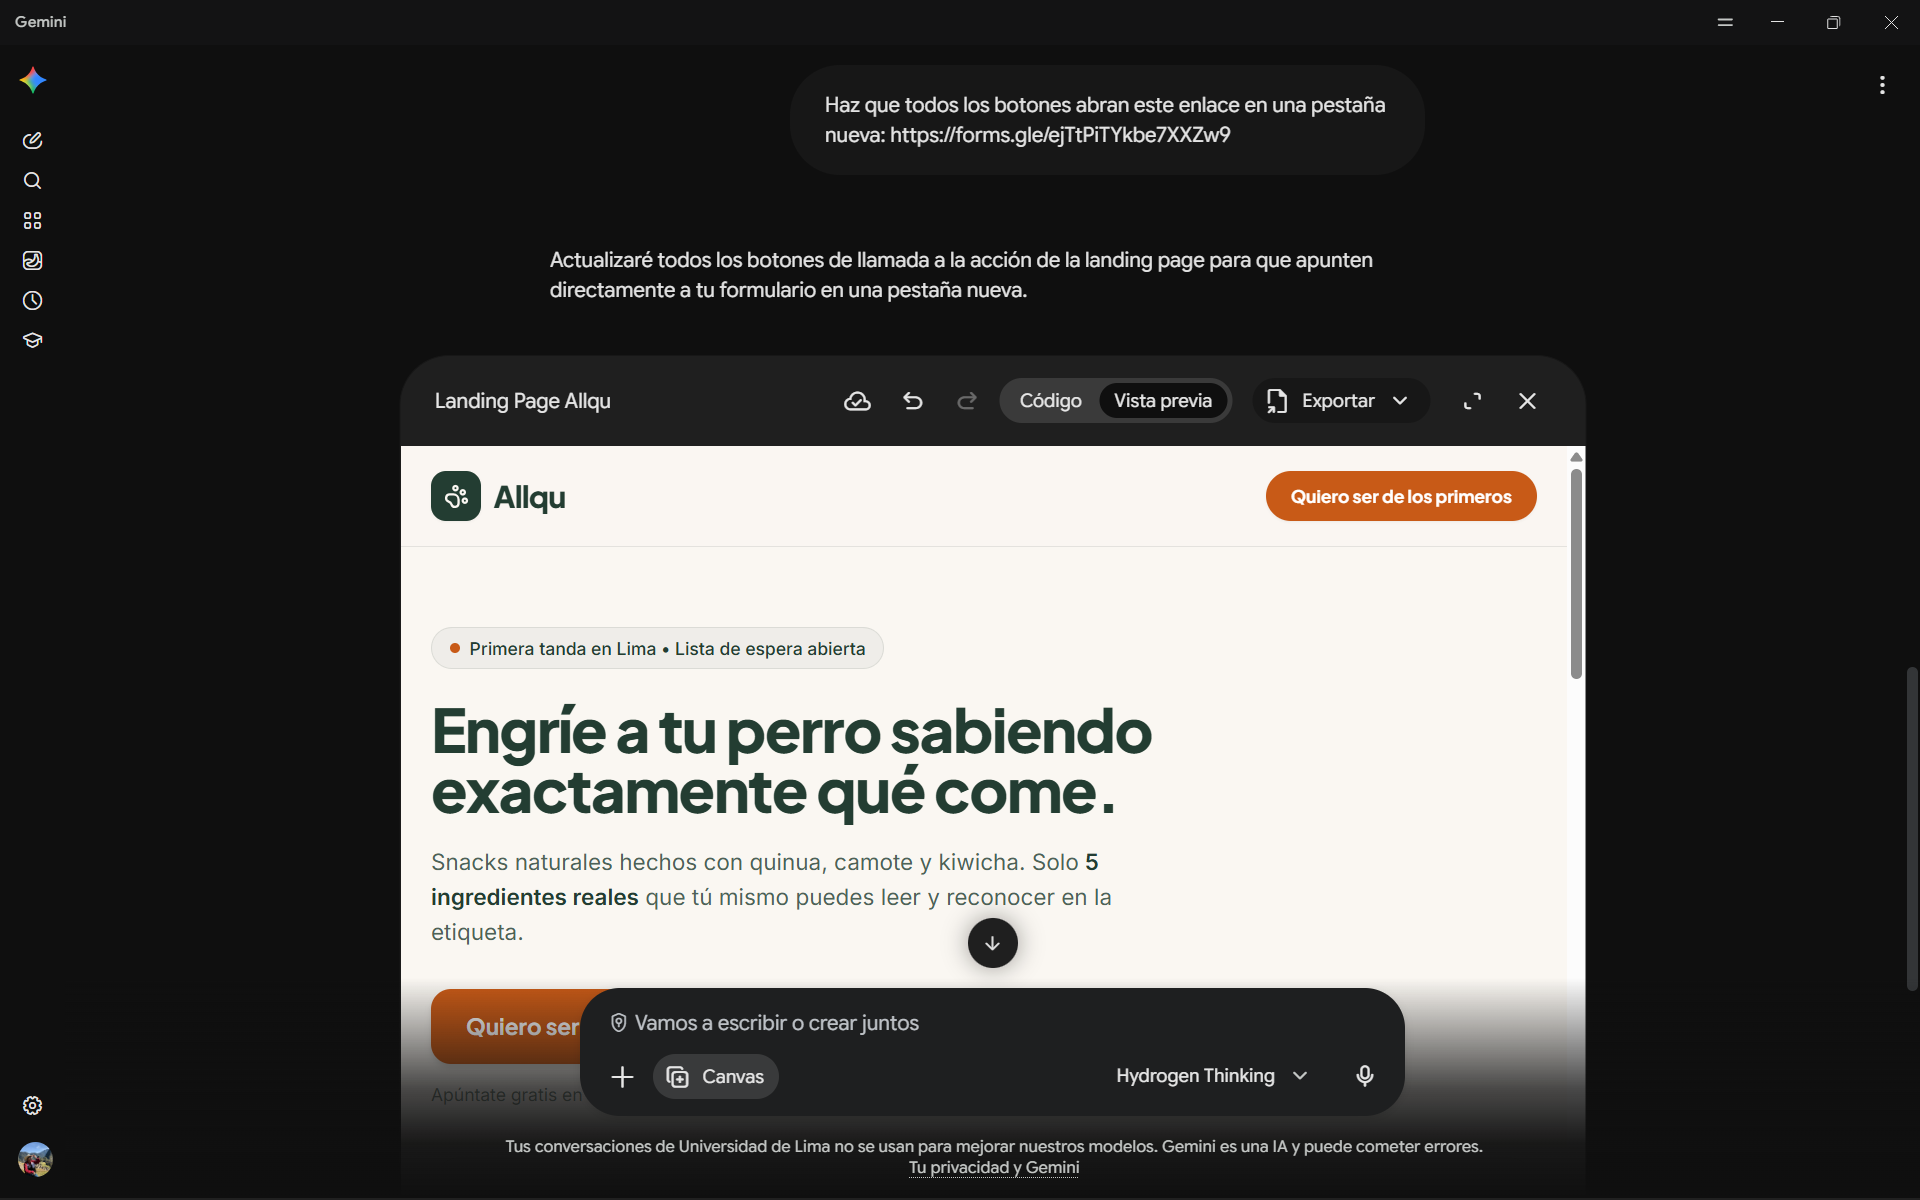 Gemini
Haz que todos los botones abran este enlace en una pestaña
nueva: https://forms.gle/ejTtPiTYkbe7XXZw9
Actualizaré todos los botones de llamada a la acción de la landing page para que apunten
directamente a tu formulario en una pestaña nueva.
Landing Page Allqu
Código
Vista previa
Exportar
Allqu
Quiero ser de los primeros
Primera tanda en Lima • Lista de espera abierta
Engríe a tu perro sabiendo
exactamente qué come.
Snacks naturales hechos con quinua, camote y kiwicha. Solo 5
ingredientes reales que tú mismo puedes leer y reconocer en la
etiqueta.
Quiero ser
Apúntate gratis en
Vamos a escribir o crear juntos
Canvas
Hydrogen Thinking
Tus conversaciones de Universidad de Lima no se usan para mejorar nuestros modelos. Gemini es una IA y puede cometer errores.
Tu privacidad y Gemini